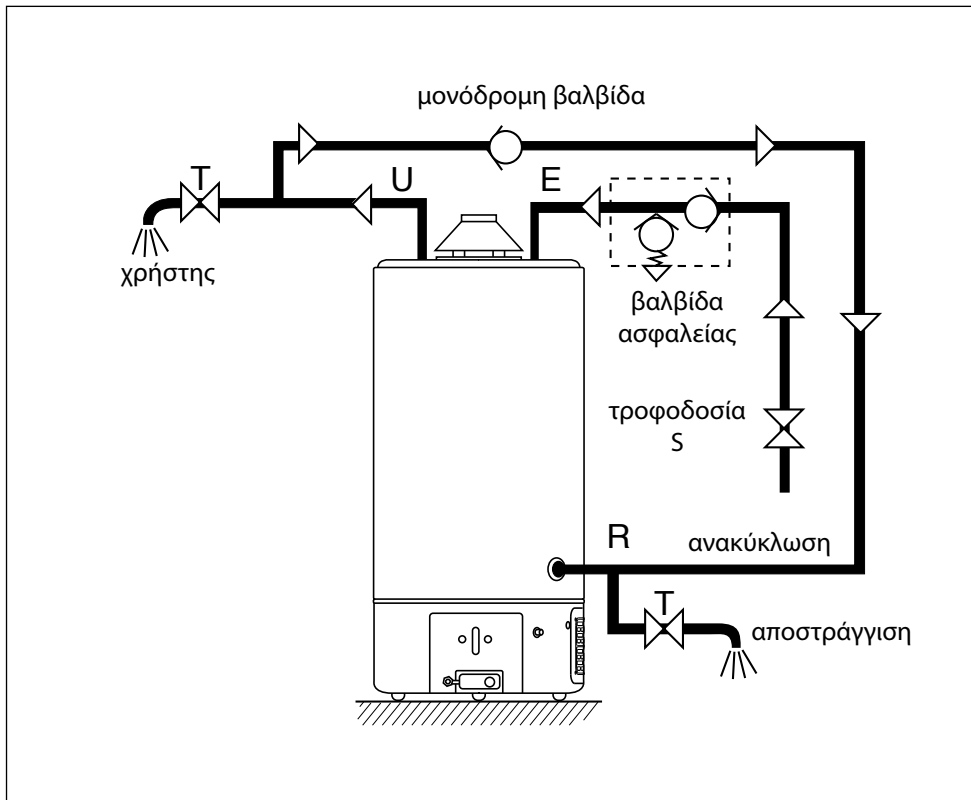 μονόδρομη βαλβίδα
T
U
E
χρήστης
βαλβίδα
ασφαλείας
τροφοδοσία
S
R
ανακύκλωση
T
αποστράγγιση